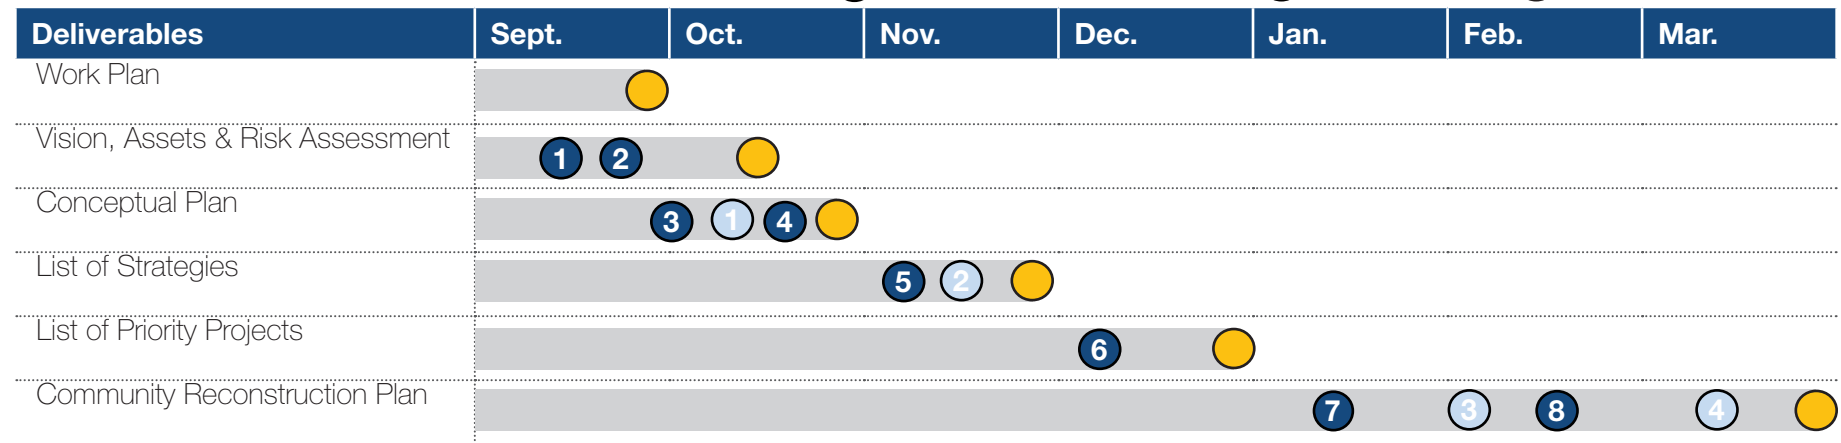 Deliverables Sept. Oct. Nov. Dec. Jan. Feb. Mar.
Work Plan
Vision, Assets & Risk Assessment
1 2
Conceptual Plan
3 1 4
List of Strategies
5 2
List of Priority Projects
6
Community Reconstruction Plan
7 3 8 4